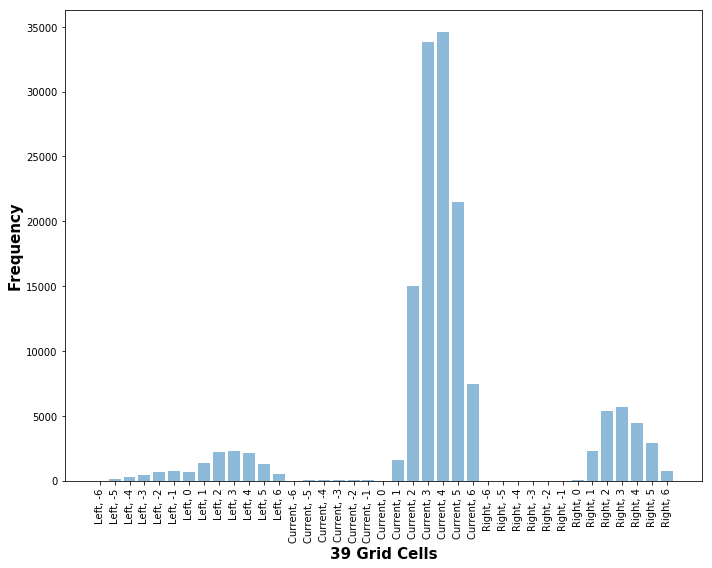 Frequency
35000
30000
25000
20000
15000
10000
5000
0
Left, -6
Left, -5
Left, -4
Left, -3
Left, -2
Left, -1
Left, 0
Left, 1
Left, 2
Left, 3
Left, 4
Left, 5
Left, 6
Current, -6
Current, -5
Current, -4
Current, -3
Current, -2
Current, -1
Current, 0
Current, 1
Current, 2
Current, 3
Current, 4
Current, 5
Current, 6
Right, -6
Right, -5
Right, -4
Right, -3
Right, -2
Right, -1
Right, 0
Right, 1
Right, 2
Right, 3
Right, 4
Right, 5
Right, 6
39 Grid Cells